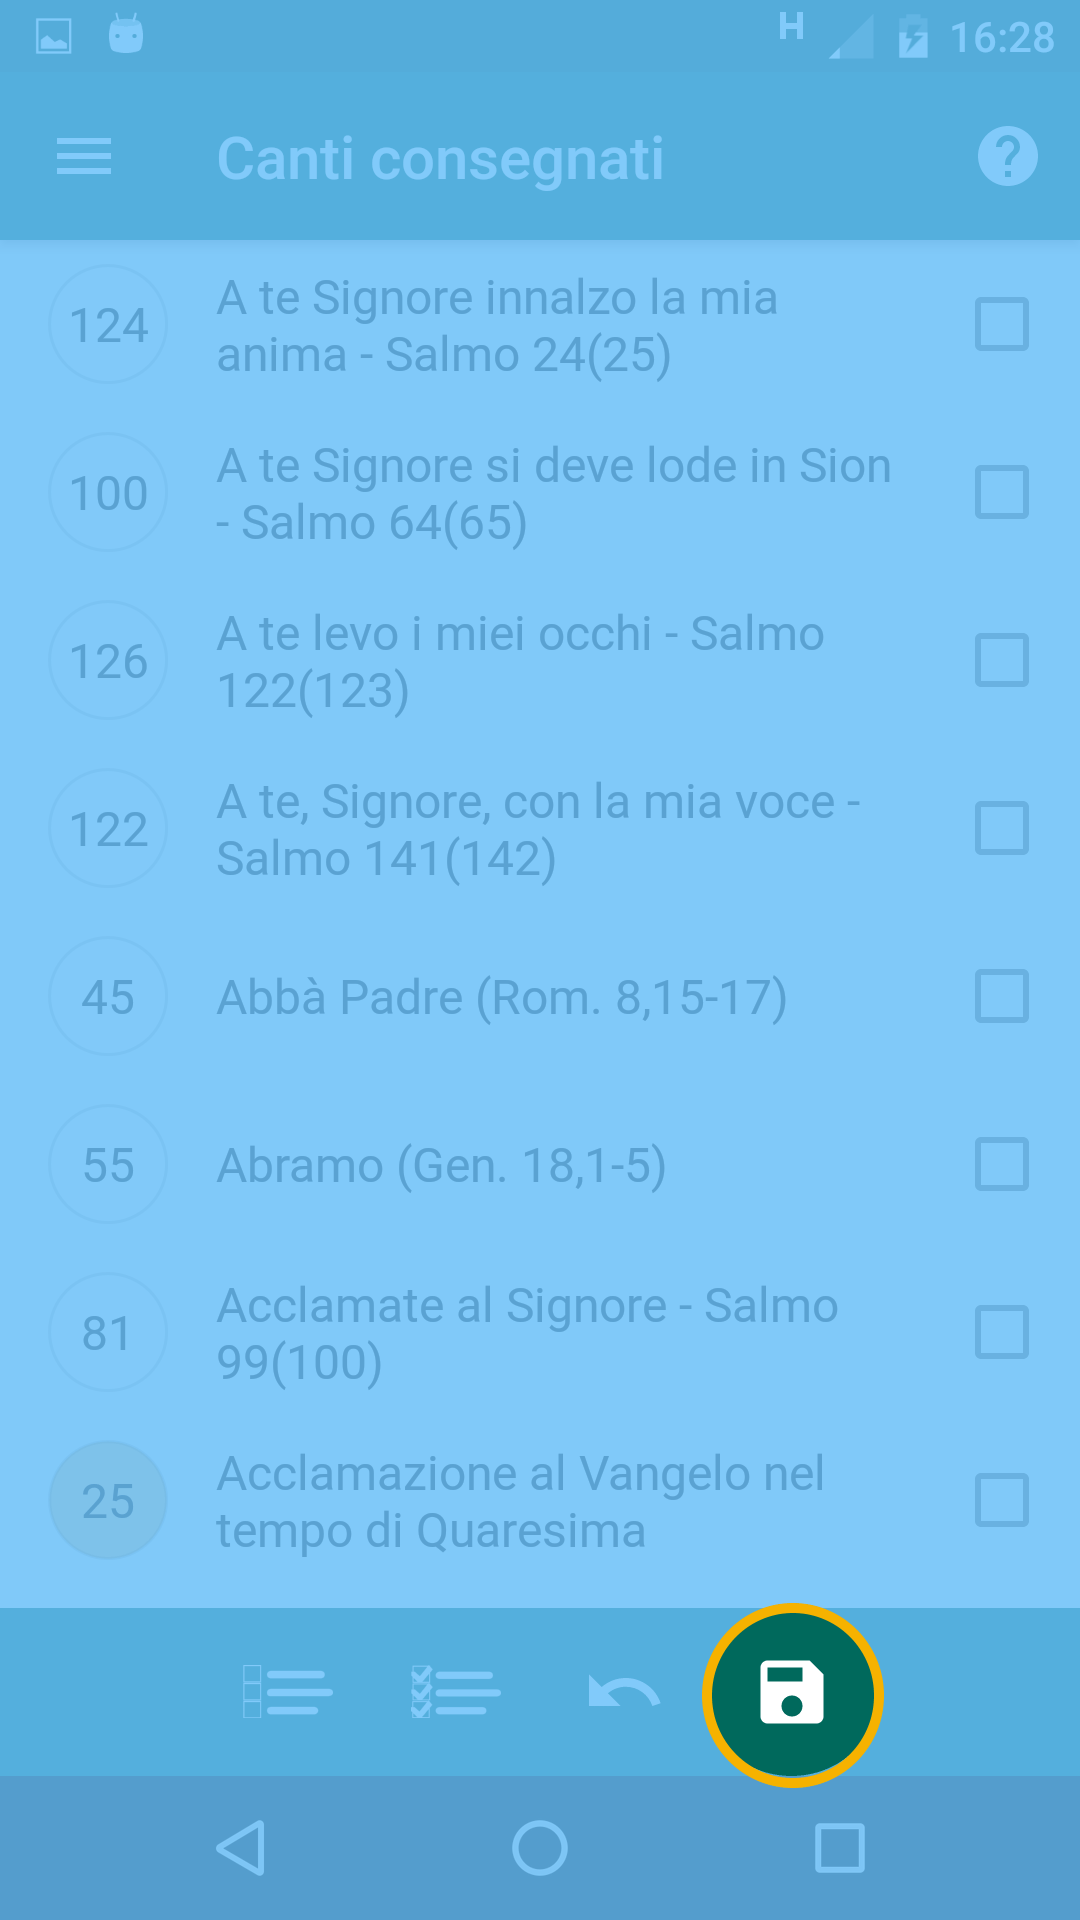 H 16:28
Canti consegnati ?
124 A te Signore innalzo la mia
anima - Salmo 24(25)
100 A te Signore si deve lode in Sion
- Salmo 64(65)
126 A te levo i miei occhi - Salmo
122(123)
122 A te, Signore, con la mia voce -
Salmo 141(142)
45 Abbà Padre (Rom. 8,15-17)
55 Abramo (Gen. 18,1-5)
81 Acclamate al Signore - Salmo
99(100)
25 Acclamazione al Vangelo nel
tempo di Quaresima